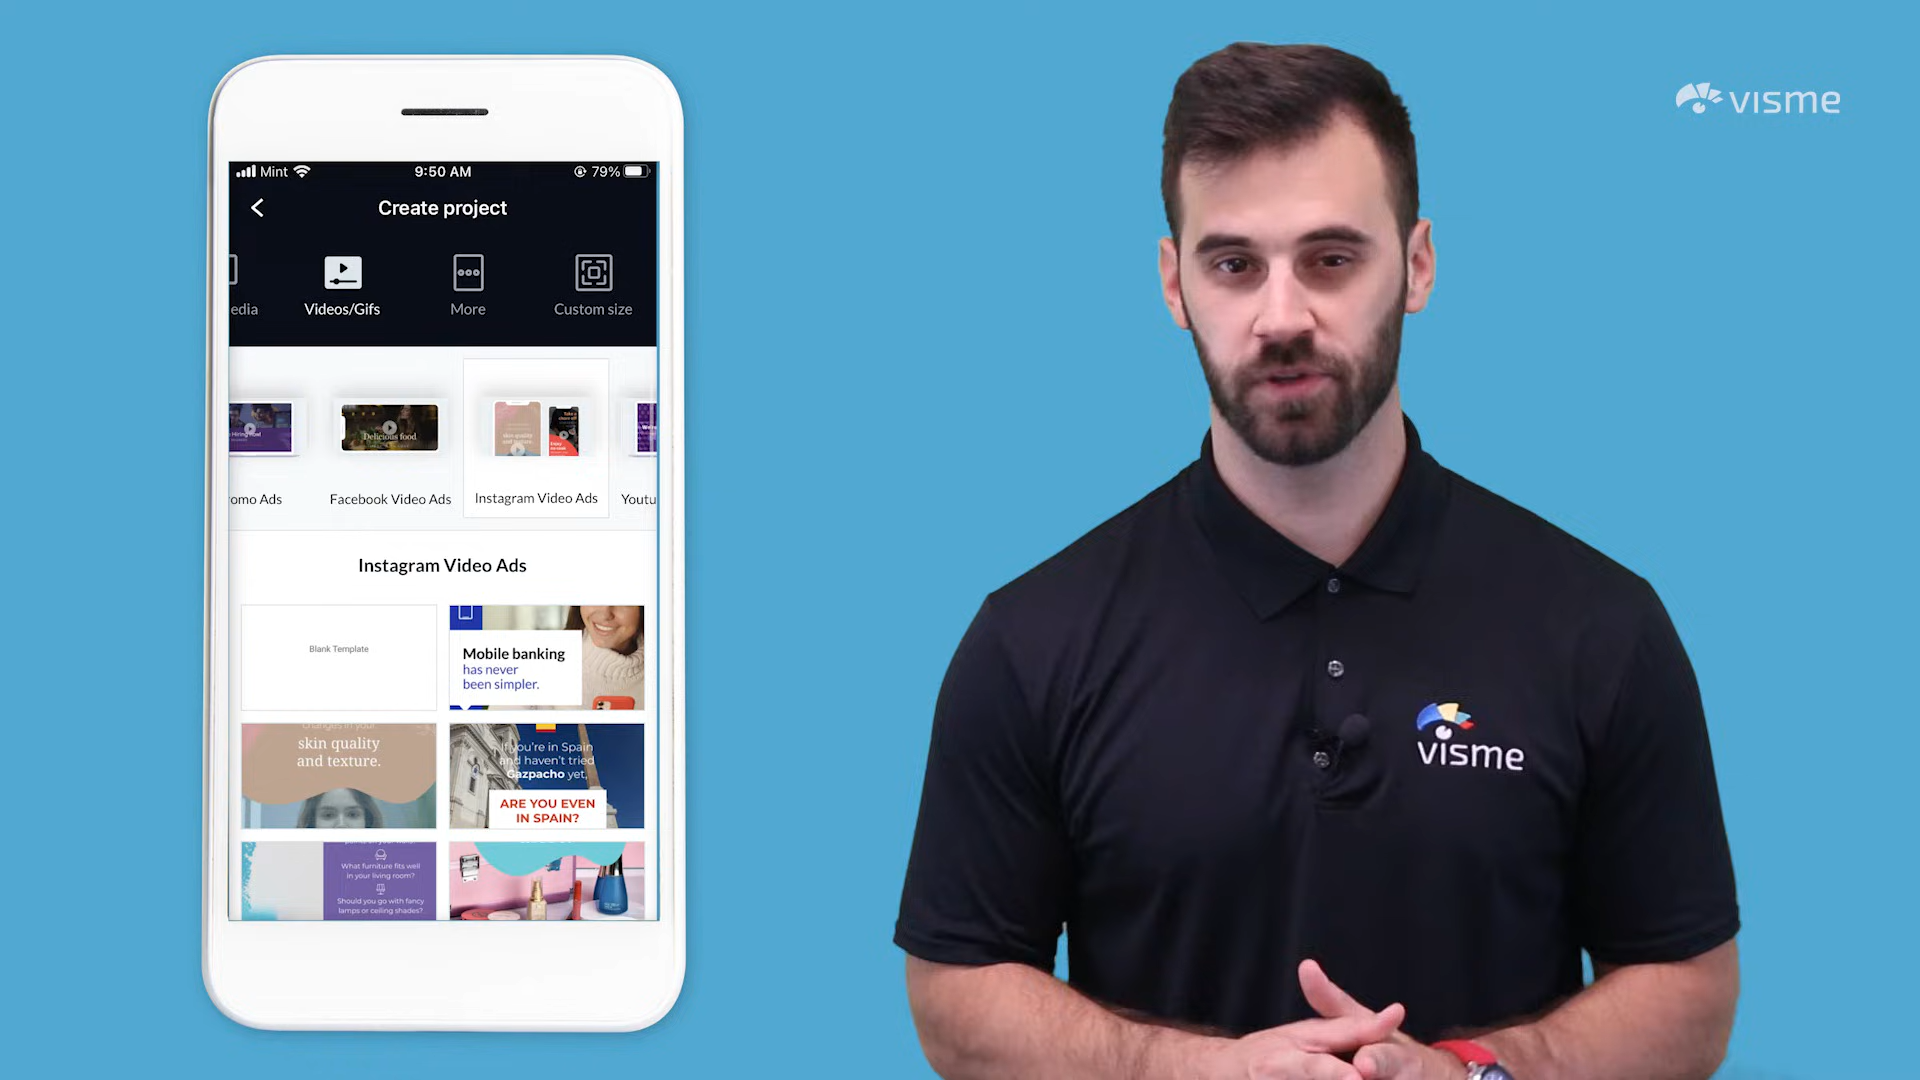 visme
Mint
9:50 AM
79%
Create project
edia
Videos/Gifs
More
Custom size
Delicious food
omo Ads
Facebook Video Ads
Instagram Video Ads
Youtu
Instagram Video Ads
Blank Template
Mobile banking
has never
been simpler.
skin quality
and texture.
If you're in Spain
and haven't tried
Gazpacho yet,
ARE YOU EVEN
IN SPAIN?
What furniture fits well
in your living room?
Should you go with fancy
lamps or ceiling shades?
visme